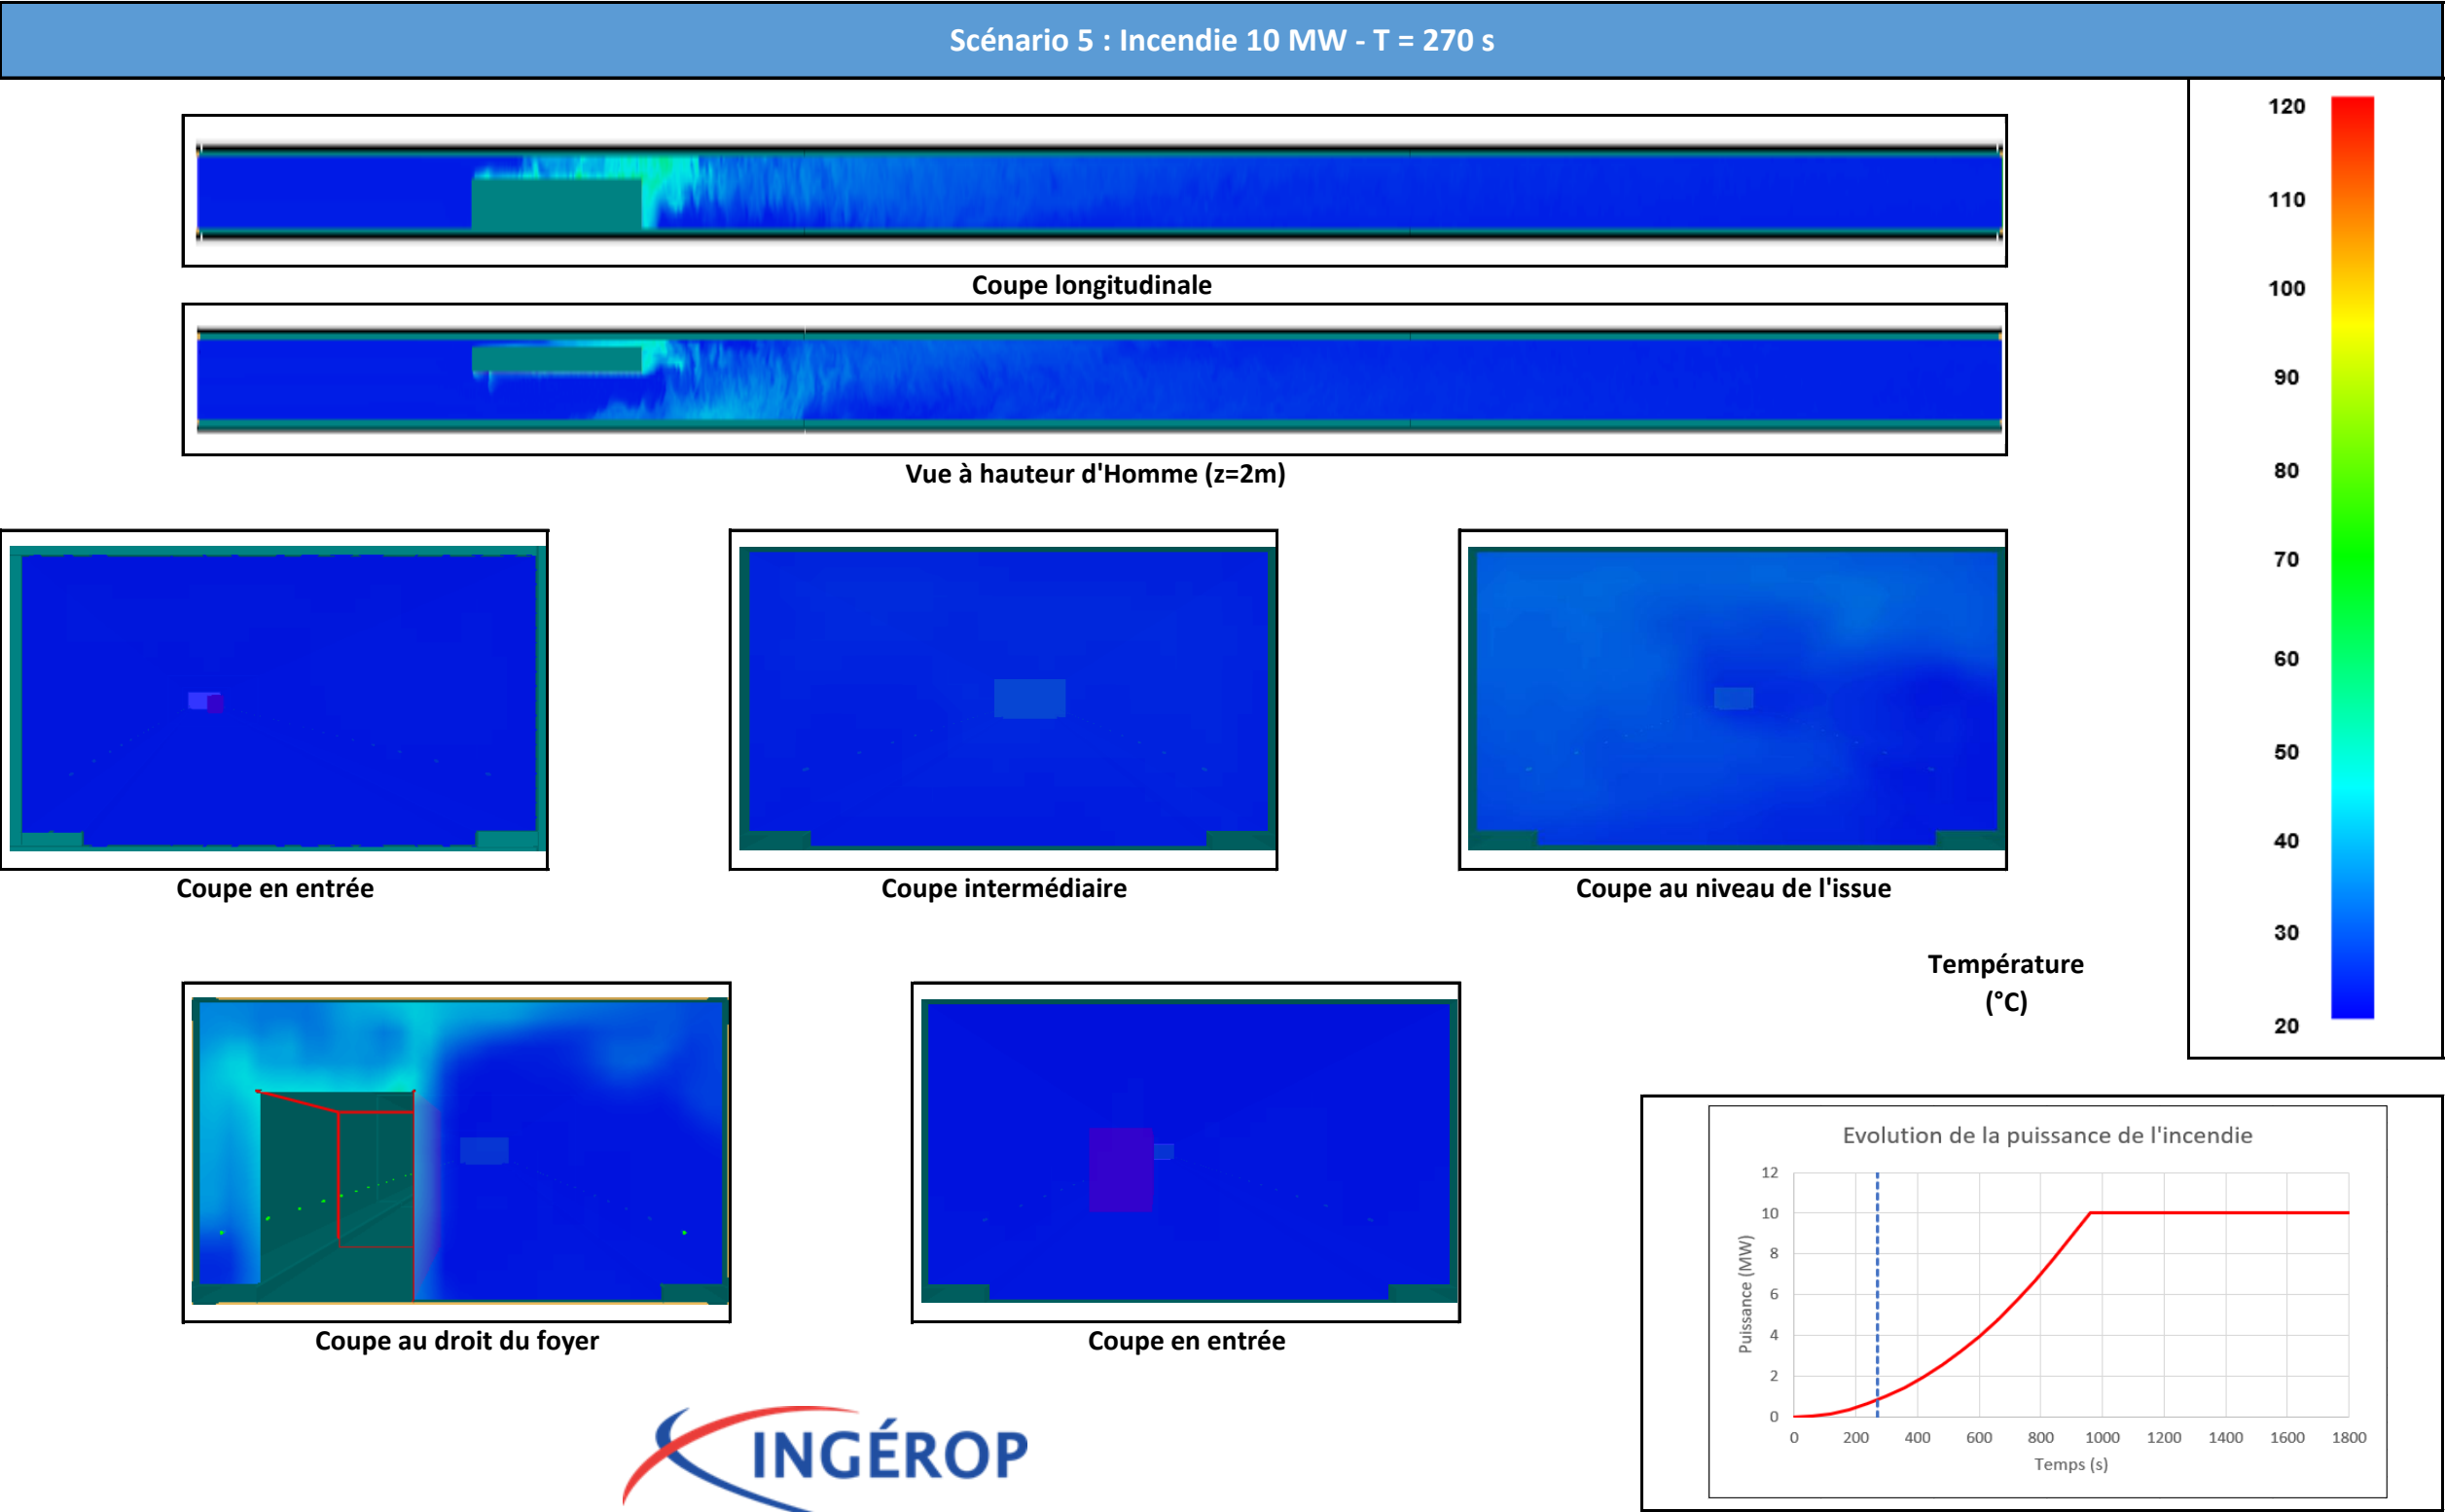 Scénario 5 : Incendie 10 MW - T = 270 s
120
110
100
90
80
70
60
50
40
30
20
Coupe longitudinale
Vue à hauteur d'Homme (z=2m)
Coupe en entrée
Coupe intermédiaire
Coupe au niveau de l'issue
Température
(°C)
Coupe au droit du foyer
Coupe en entrée
Evolution de la puissance de l'incendie
Puissance (MW)
12
10
8
6
4
2
0
0 200 400 600 800 1000 1200 1400 1600 1800
Temps (s)
INGÉROP